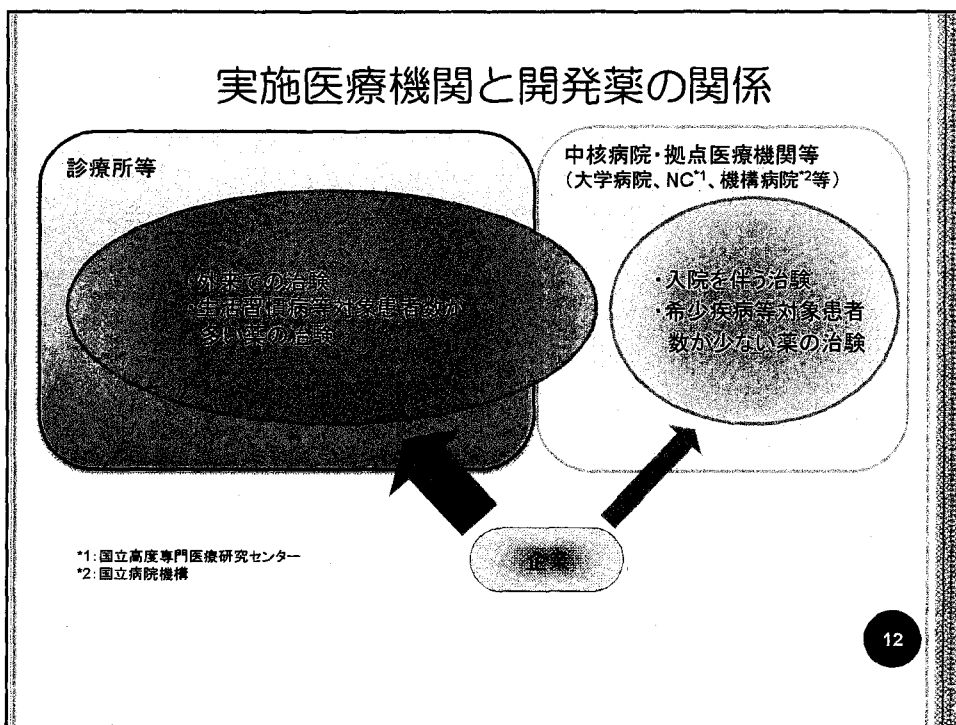 実施医療機関と開発薬の関係
診療所等
中核病院・拠点医療機関等
(大学病院、NC*1、機構病院*2等)
・外来での治験
・生活習慣病等対象患者数が
多い薬の治験
・入院を伴う治験
・希少疾病等対象患者
数が少ない薬の治験
企業
*1:国立高度専門医療研究センター
*2:国立病院機構
12